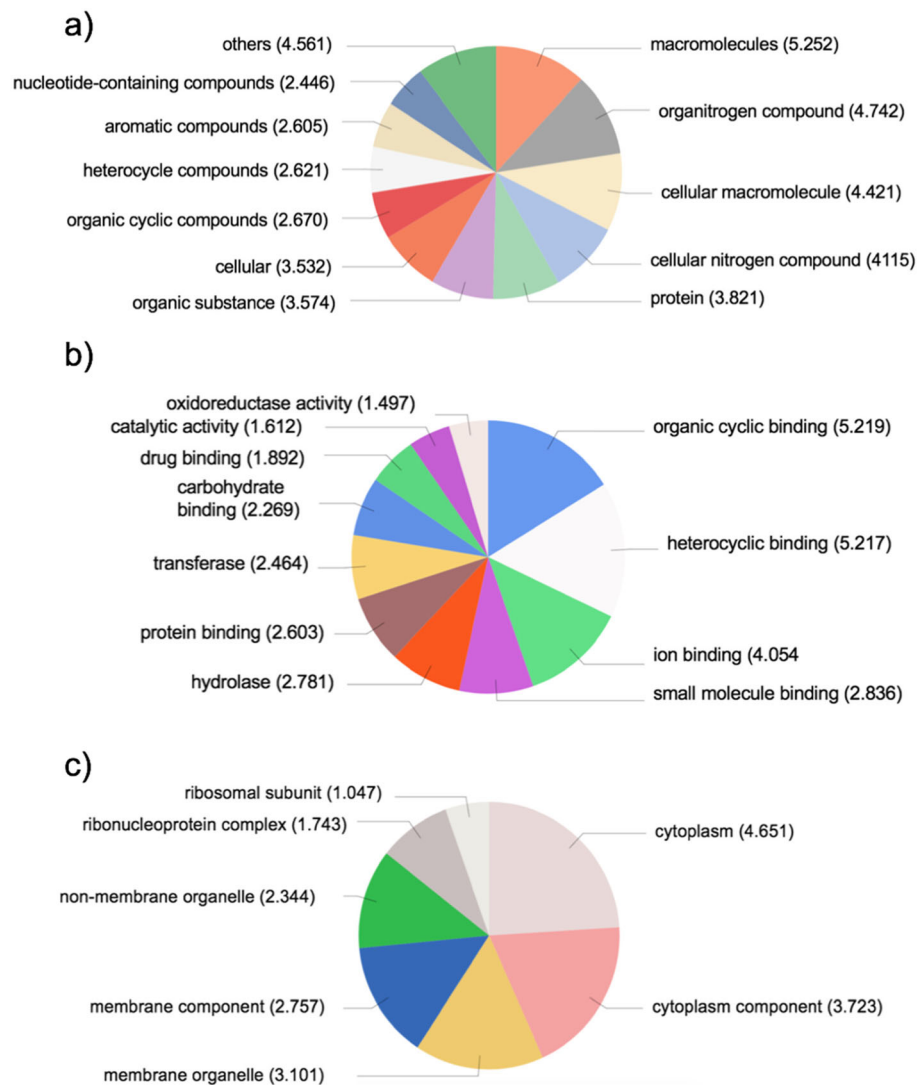 a)
others (4.561)
macromolecules (5.252)
nucleotide-containing compounds (2.446)
organitrogen compound (4.742)
aromatic compounds (2.605)
heterocycle compounds (2.621)
cellular macromolecule (4.421)
organic cyclic compounds (2.670)
cellular (3.532)
cellular nitrogen compound (4115)
organic substance (3.574)
protein (3.821)
b)
oxidoreductase activity (1.497)
catalytic activity (1.612)
organic cyclic binding (5.219)
drug binding (1.892)
carbohydrate
binding (2.269)
heterocyclic binding (5.217)
transferase (2.464)
protein binding (2.603)
ion binding (4.054
hydrolase (2.781)
small molecule binding (2.836)
c)
ribosomal subunit (1.047)
ribonucleoprotein complex (1.743)
cytoplasm (4.651)
non-membrane organelle (2.344)
membrane component (2.757)
cytoplasm component (3.723)
membrane organelle (3.101)